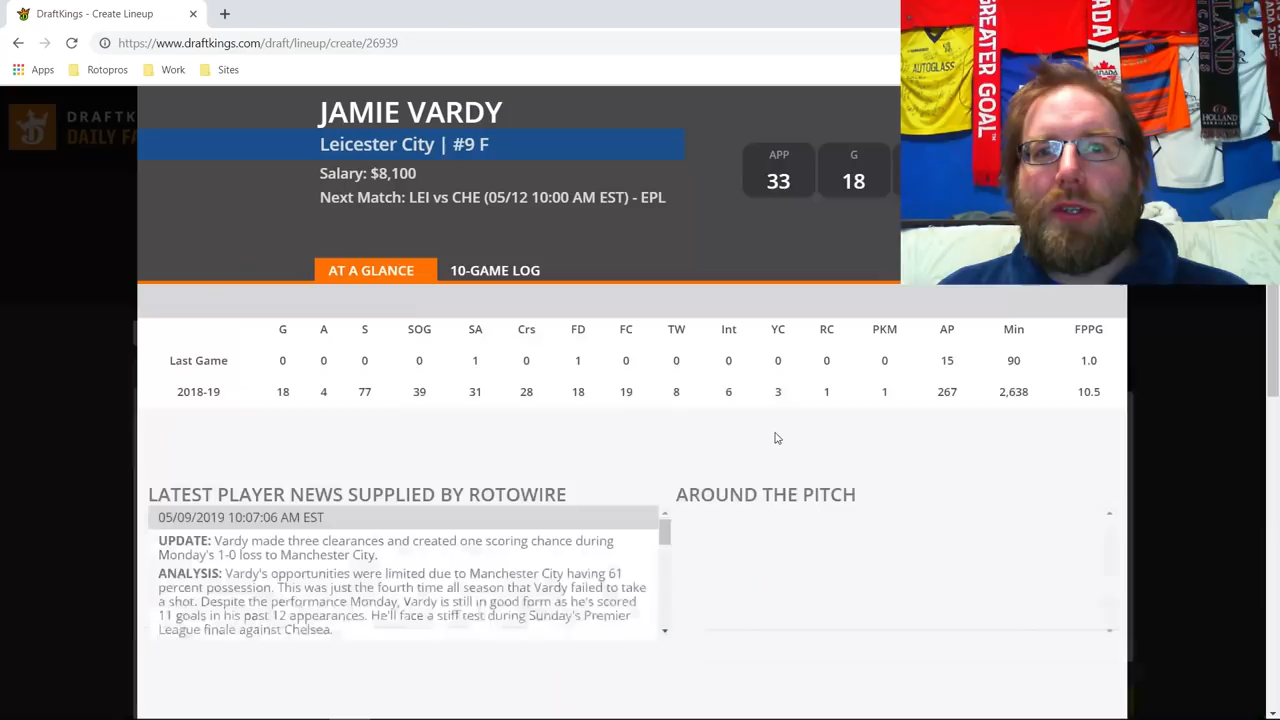 DraftKings - Create Lineup
https://www.draftkings.com/draft/lineup/create/26939
Apps Rotopros Work Sites
DRAFTK
DAILY FA
JAMIE VARDY
Leicester City | #9 F
Salary: $8,100
Next Match: LEI vs CHE (05/12 10:00 AM EST) - EPL
APP G
33 18
AT A GLANCE 10-GAME LOG
G A S SOG SA Crs FD FC TW Int YC RC PKM AP Min FPPG
Last Game 0 0 0 0 1 0 1 0 0 0 0 0 0 15 90 1.0
2018-19 18 4 77 39 31 28 18 19 8 6 3 1 1 267 2,638 10.5
LATEST PLAYER NEWS SUPPLIED BY ROTOWIRE
05/09/2019 10:07:06 AM EST
UPDATE: Vardy made three clearances and created one scoring chance during
Monday's 1-0 loss to Manchester City.
ANALYSIS: Vardy's opportunities were limited due to Manchester City having 61
percent possession. This was just the fourth time all season that Vardy failed to take
a shot. Despite the performance Monday, Vardy is still in good form as he's scored
11 goals in his past 12 appearances. He'll face a stiff test during Sunday's Premier
League finale against Chelsea.
AROUND THE PITCH
AUTOGLASS
GREATER GOAL
ADA
CANADA
LAND
HOLLAND
2015